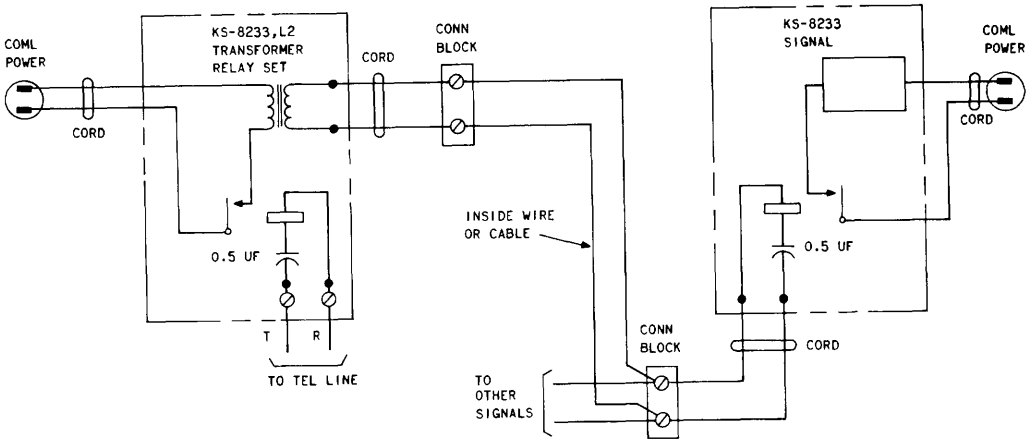 COML
POWER
CORD
KS-8233,L2
TRANSFORMER
RELAY SET
CORD
CONN
BLOCK
0.5 UF
T
R
TO TEL LINE
INSIDE WIRE
OR CABLE
KS-8233
SIGNAL
COML
POWER
CORD
0.5 UF
CORD
CONN
BLOCK
TO
OTHER
SIGNALS